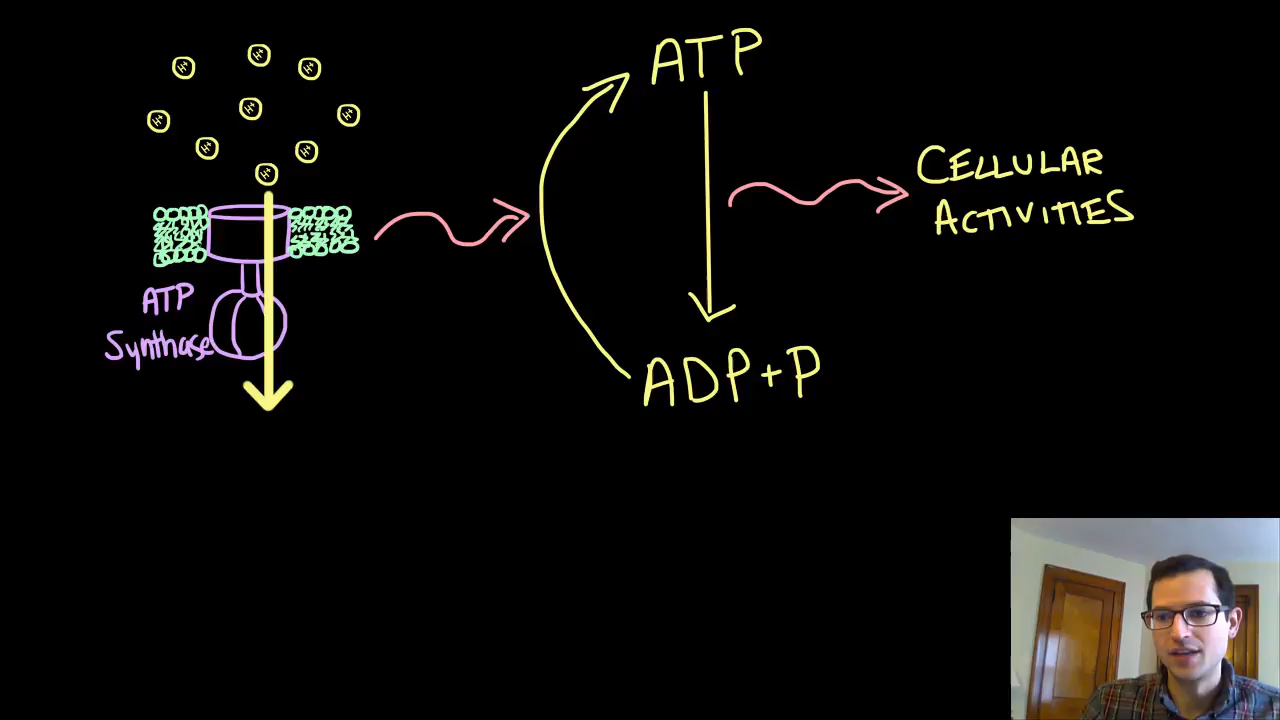 H+
H+
H+
H+
H+
H+
H+
H+
H+
ATP
Synthase
ATP
ADP+P
CELLULAR
ACTIVITIES